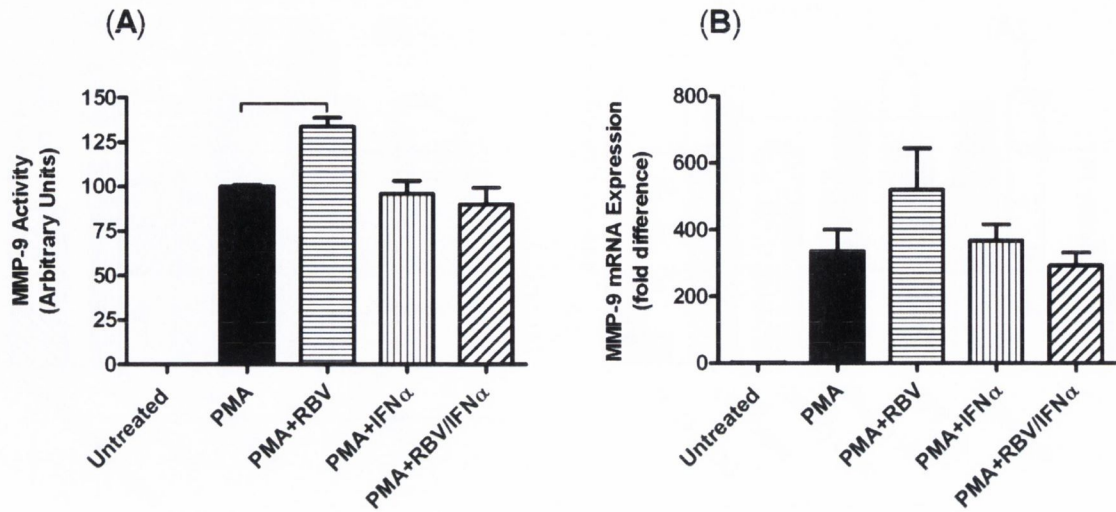 (A)
MMP-9 Activity
(Arbitrary Units)
150
125
100
75
50
25
0
Untreated
PMA
PMA+RBV
PMA+IFNα
PMA+RBV/IFNα
(B)
MMP-9 mRNA Expression
(fold difference)
800
600
400
200
0
Untreated
PMA
PMA+RBV
PMA+IFNα
PMA+RBV/IFNα